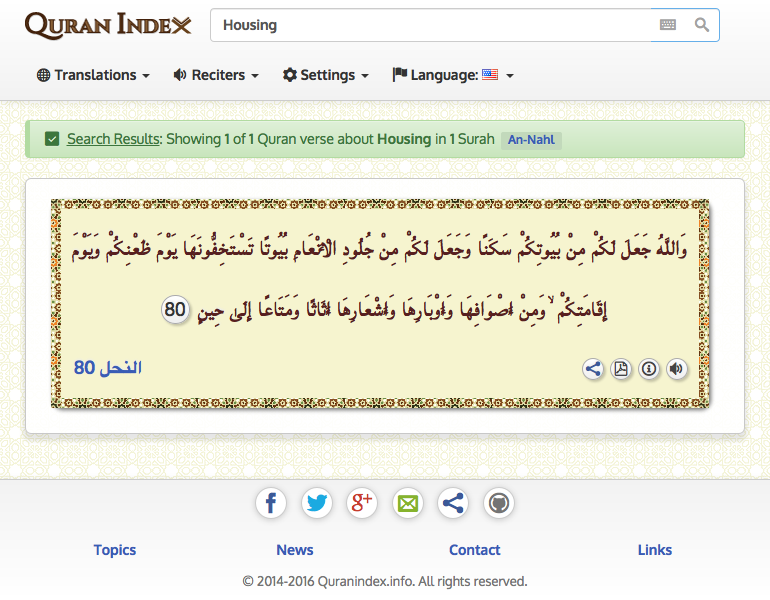 Quran Index
Housing
Translations
Reciters
Settings
Language:
Search Results: Showing 1 of 1 Quran verse about Housing in 1 Surah An-Nahl
وَاللَّهُ جَعَلَ لَكُمْ مِنْ بُيُوتِكُمْ سَكَنًا وَجَعَلَ لَكُمْ مِنْ جُلُودِ الْأَنْعَامِ بُيُوتًا تَسْتَخِفُّونَهَا يَوْمَ ظَعْنِكُمْ وَيَوْمَ
إِقَامَتِكُمْ ۙ وَمِنْ أَصْوَافِهَا وَأَوْبَارِهَا وَأَشْعَارِهَا أَثَاثًا وَمَتَاعًا إِلَىٰ حِينٍ 80
النحل 80
Topics
News
Contact
Links
© 2014-2016 Quranindex.info. All rights reserved.